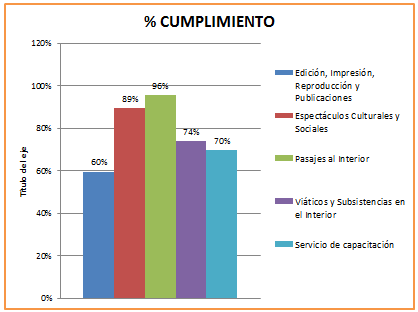 % CUMPLIMIENTO
120%
100%
80%
60%
40%
20%
0%
Título del eje
60%
89%
96%
74%
70%
Edición, Impresión,
Reproducción y
Publicaciones
Espectáculos Culturales y
Sociales
Pasajes al Interior
Viáticos y Subsistencias en
el Interior
Servicio de capacitación